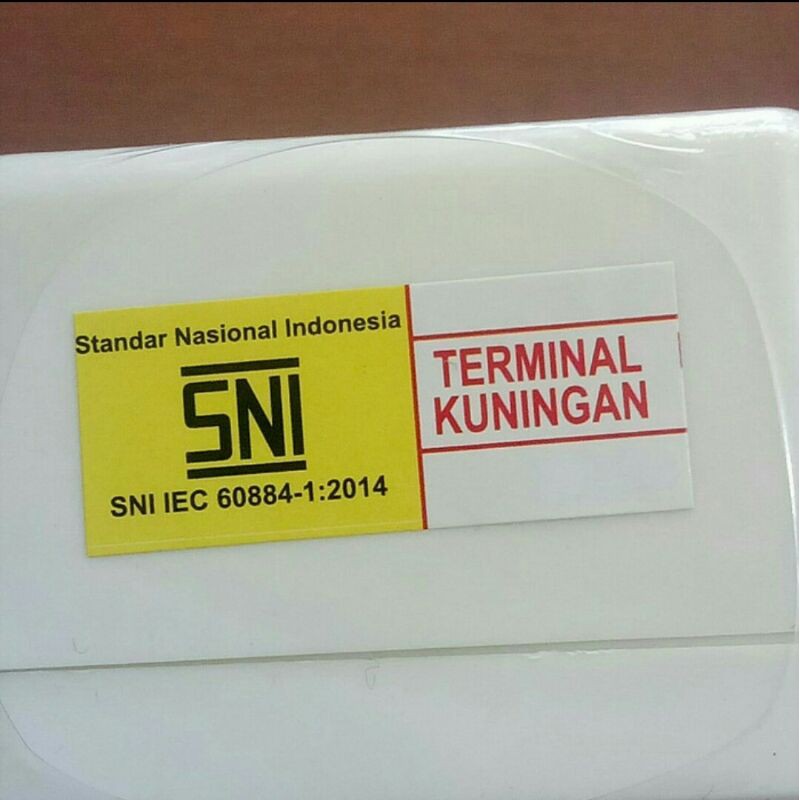 Standar Nasional Indonesia
SNI
SNI IEC 60884-1:2014
TERMINAL
KUNINGAN